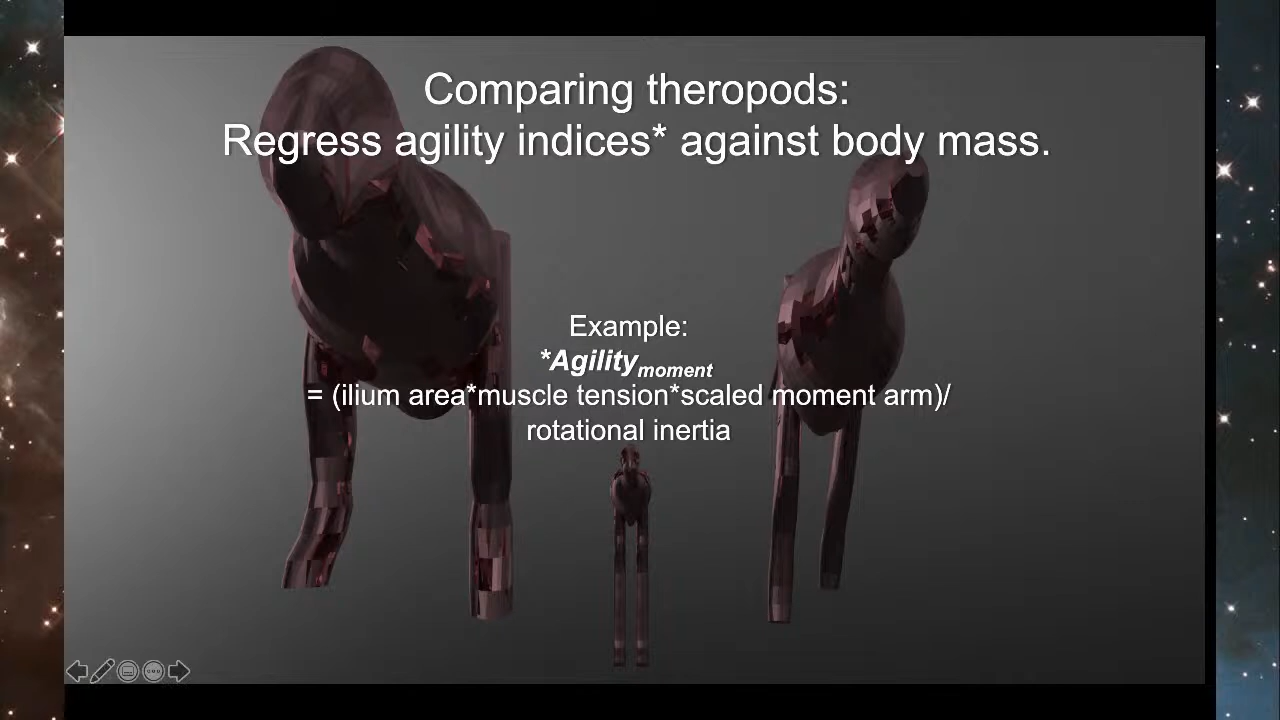 Comparing theropods:
Regress agility indices* against body mass.
Example:
*Agilitymoment
= (ilium area*muscle tension*scaled moment arm)/
rotational inertia